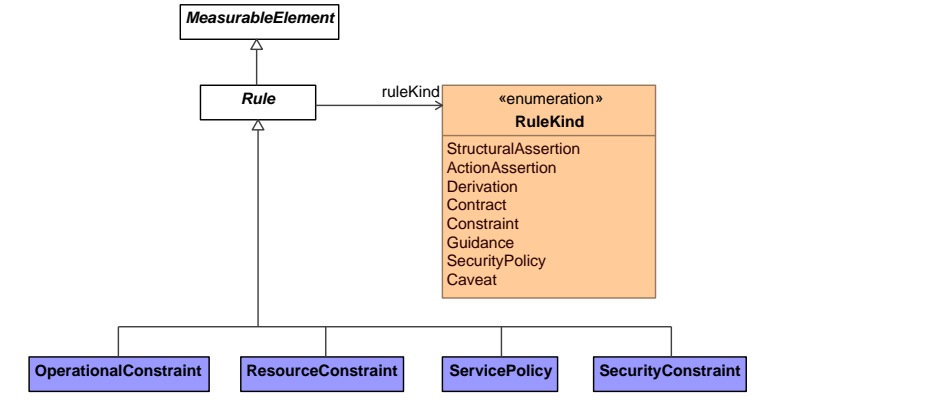 MeasurableElement
Rule
ruleKind
«enumeration»
RuleKind
StructuralAssertion
ActionAssertion
Derivation
Contract
Constraint
Guidance
SecurityPolicy
Caveat
OperationalConstraint
ResourceConstraint
ServicePolicy
SecurityConstraint